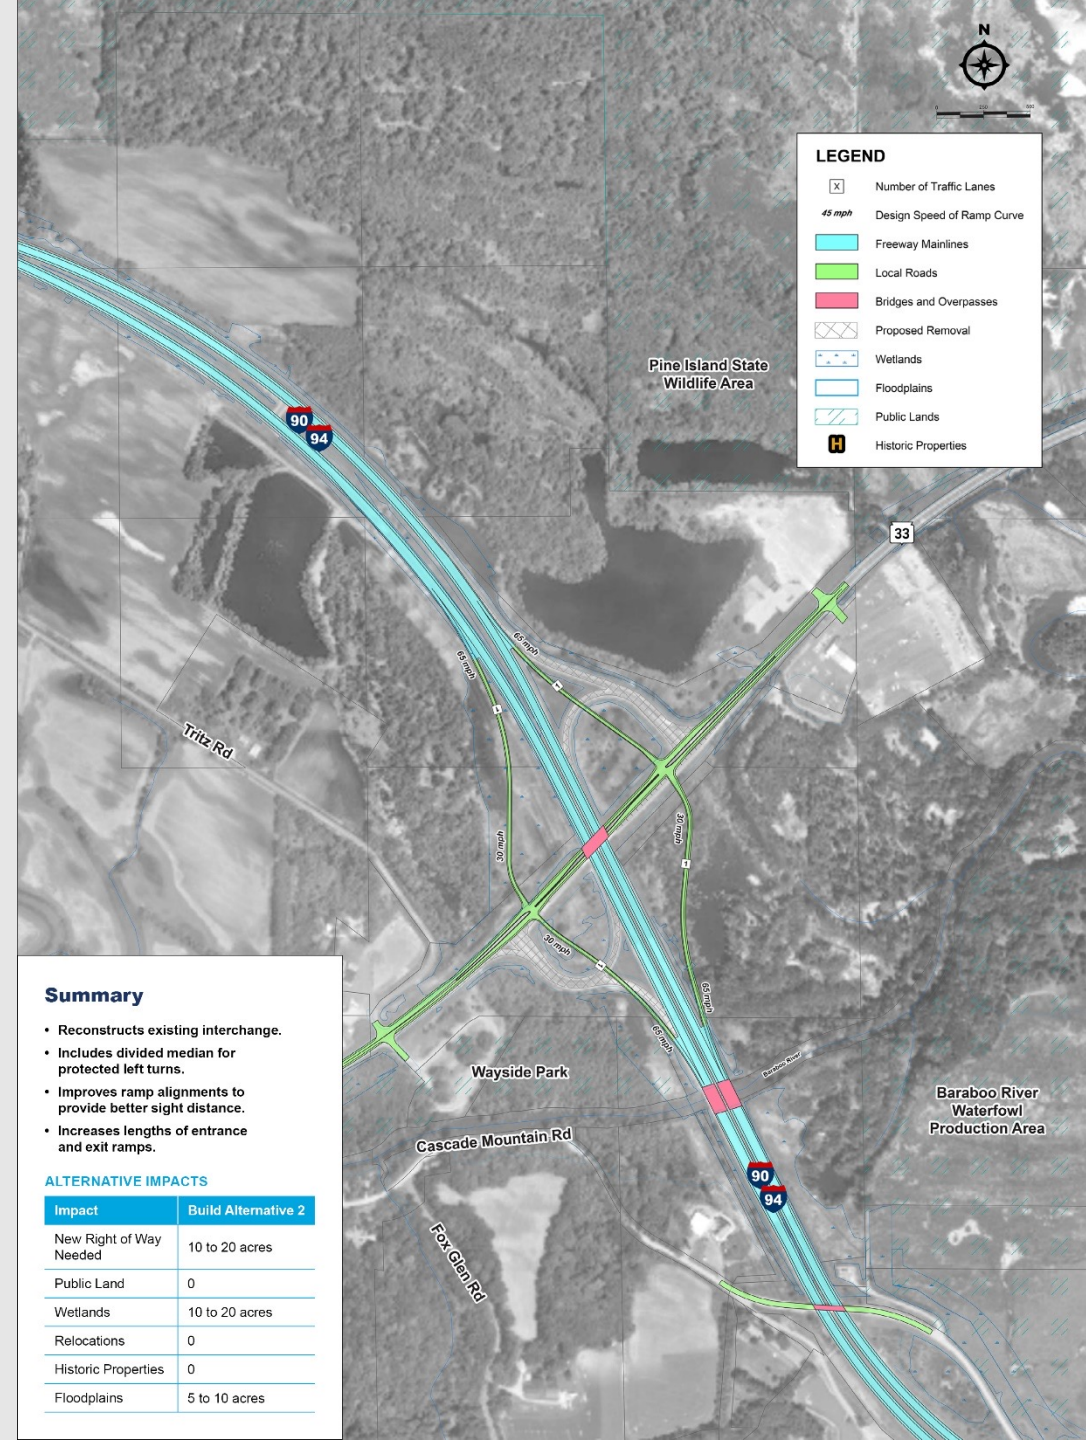 N
0
LEGEND
X Number of Traffic Lanes
45 mph Design Speed of Ramp Curve
Freeway Mainlines
Local Roads
Bridges and Overpasses
Proposed Removal
Wetlands
Floodplains
Public Lands
H Historic Properties
Pine Island State
Wildlife Area
90
94
33
65 mph
65 mph
1
1
Tritz Rd
30 mph
30 mph
1
30 mph
1
65 mph
65 mph
Wayside Park
Baraboo River
Cascade Mountain Rd
Baraboo River
Waterfowl
Production Area
90
94
Fox Glen Rd
Summary
• Reconstructs existing interchange.
• Includes divided median for
protected left turns.
• Improves ramp alignments to
provide better sight distance.
• Increases lengths of entrance
and exit ramps.
ALTERNATIVE IMPACTS
Impact Build Alternative 2
New Right of Way
Needed 10 to 20 acres
Public Land 0
Wetlands 10 to 20 acres
Relocations 0
Historic Properties 0
Floodplains 5 to 10 acres